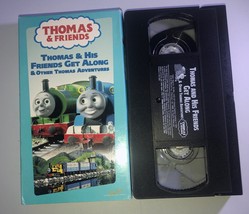 THOMAS
& FRIENDS
THOMAS & HIS
FRIENDS GET ALONG
& OTHER THOMAS ADVENTURES
THOMAS AND HIS FRIENDS
GET ALONG